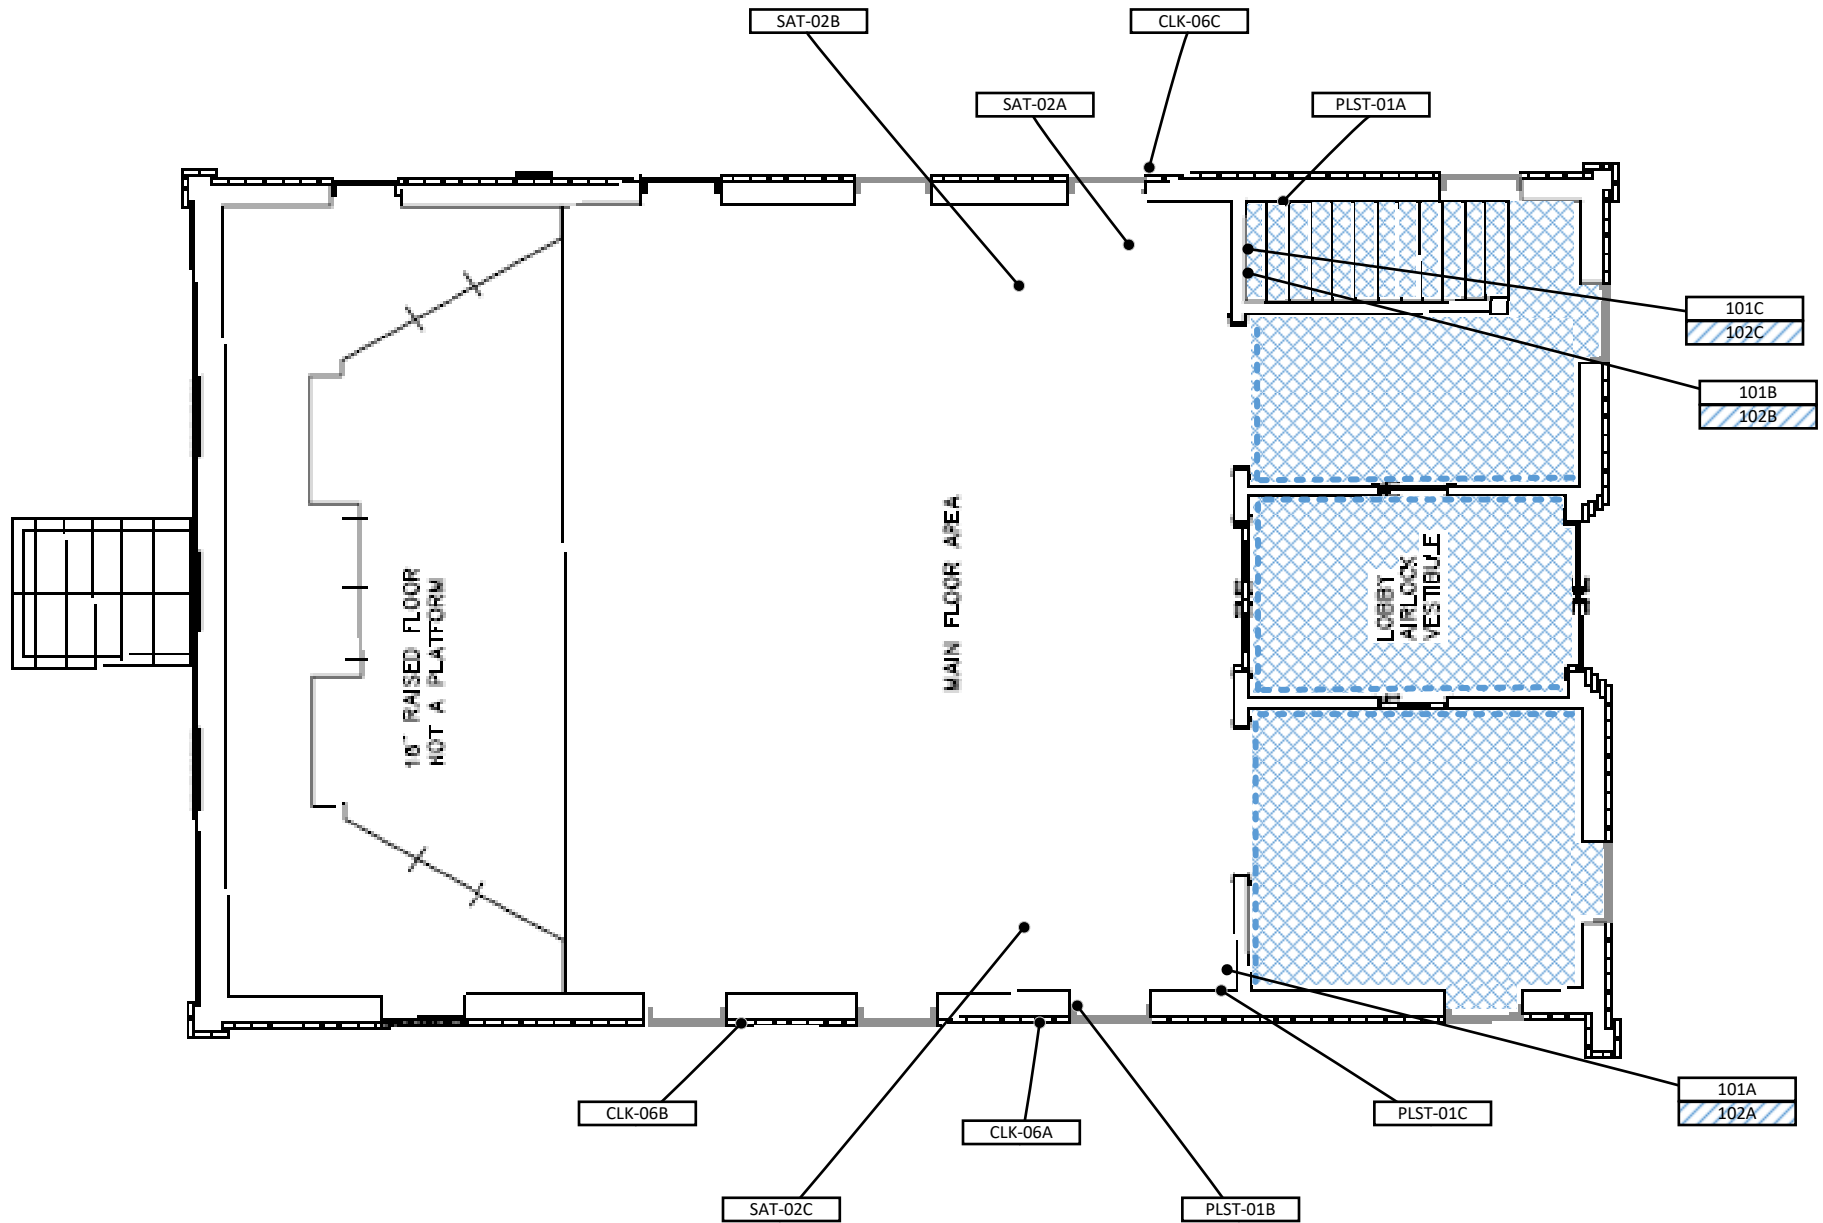 SAT-02B
CLK-06C
SAT-02A
PLST-01A
101C
102C
101B
102B
MAIN FLOOR AREA
LOBBY
AIRLOCK
VESTIBULE
18" RAISED FLOOR
NOT A PLATFORM
101A
102A
CLK-06B
PLST-01C
CLK-06A
SAT-02C
PLST-01B